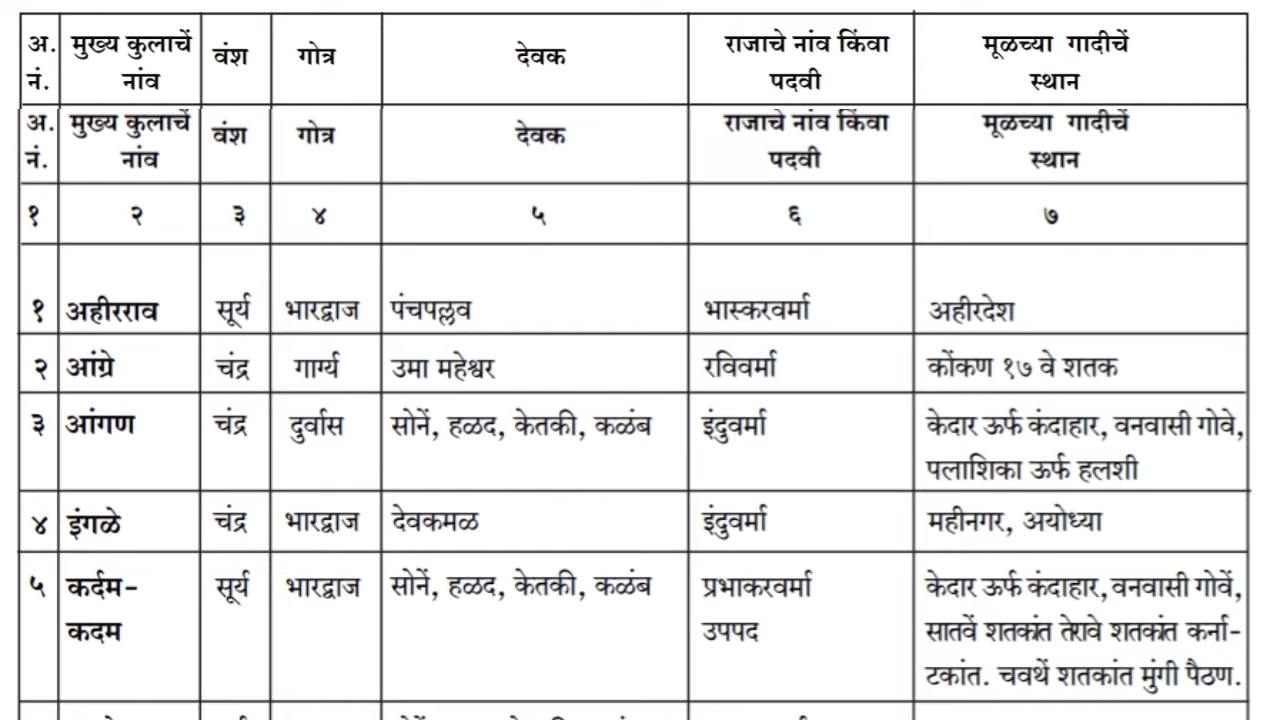 अ. मुख्य कुलाचें वंश गोत्र देवक राजाचे नांव किंवा मूळच्या गादीचें
नं. नांव पदवी स्थान
अ. मुख्य कुलाचें वंश गोत्र देवक राजाचे नांव किंवा मूळच्या गादीचें
नं. नांव पदवी स्थान
१ २ ३ ४ ५ ६ ७
१ अहीरराव सूर्य भारद्वाज पंचपल्लव भास्करवर्मा अहीरदेश
२ आंग्रे चंद्र गार्ग्य उमा महेश्वर रविवर्मा कोंकण १७ वे शतक
३ आंगण चंद्र दुर्वास सोनें, हळद, केतकी, कळंब इंदुवर्मा केदार ऊर्फ कंदाहार, वनवासी गोवे,
पलाशिका ऊर्फ हलशी
४ इंगळे चंद्र भारद्वाज देवकमळ इंदुवर्मा महीनगर, अयोध्या
५ कर्दम- सूर्य भारद्वाज सोनें, हळद, केतकी, कळंब प्रभाकरवर्मा केदार ऊर्फ कंदाहार, वनवासी गोवें,
कदम उपपद सातवें शतकांत तेरावे शतकांत कर्ना-
टकांत. चवथें शतकांत मुंगी पैठण.